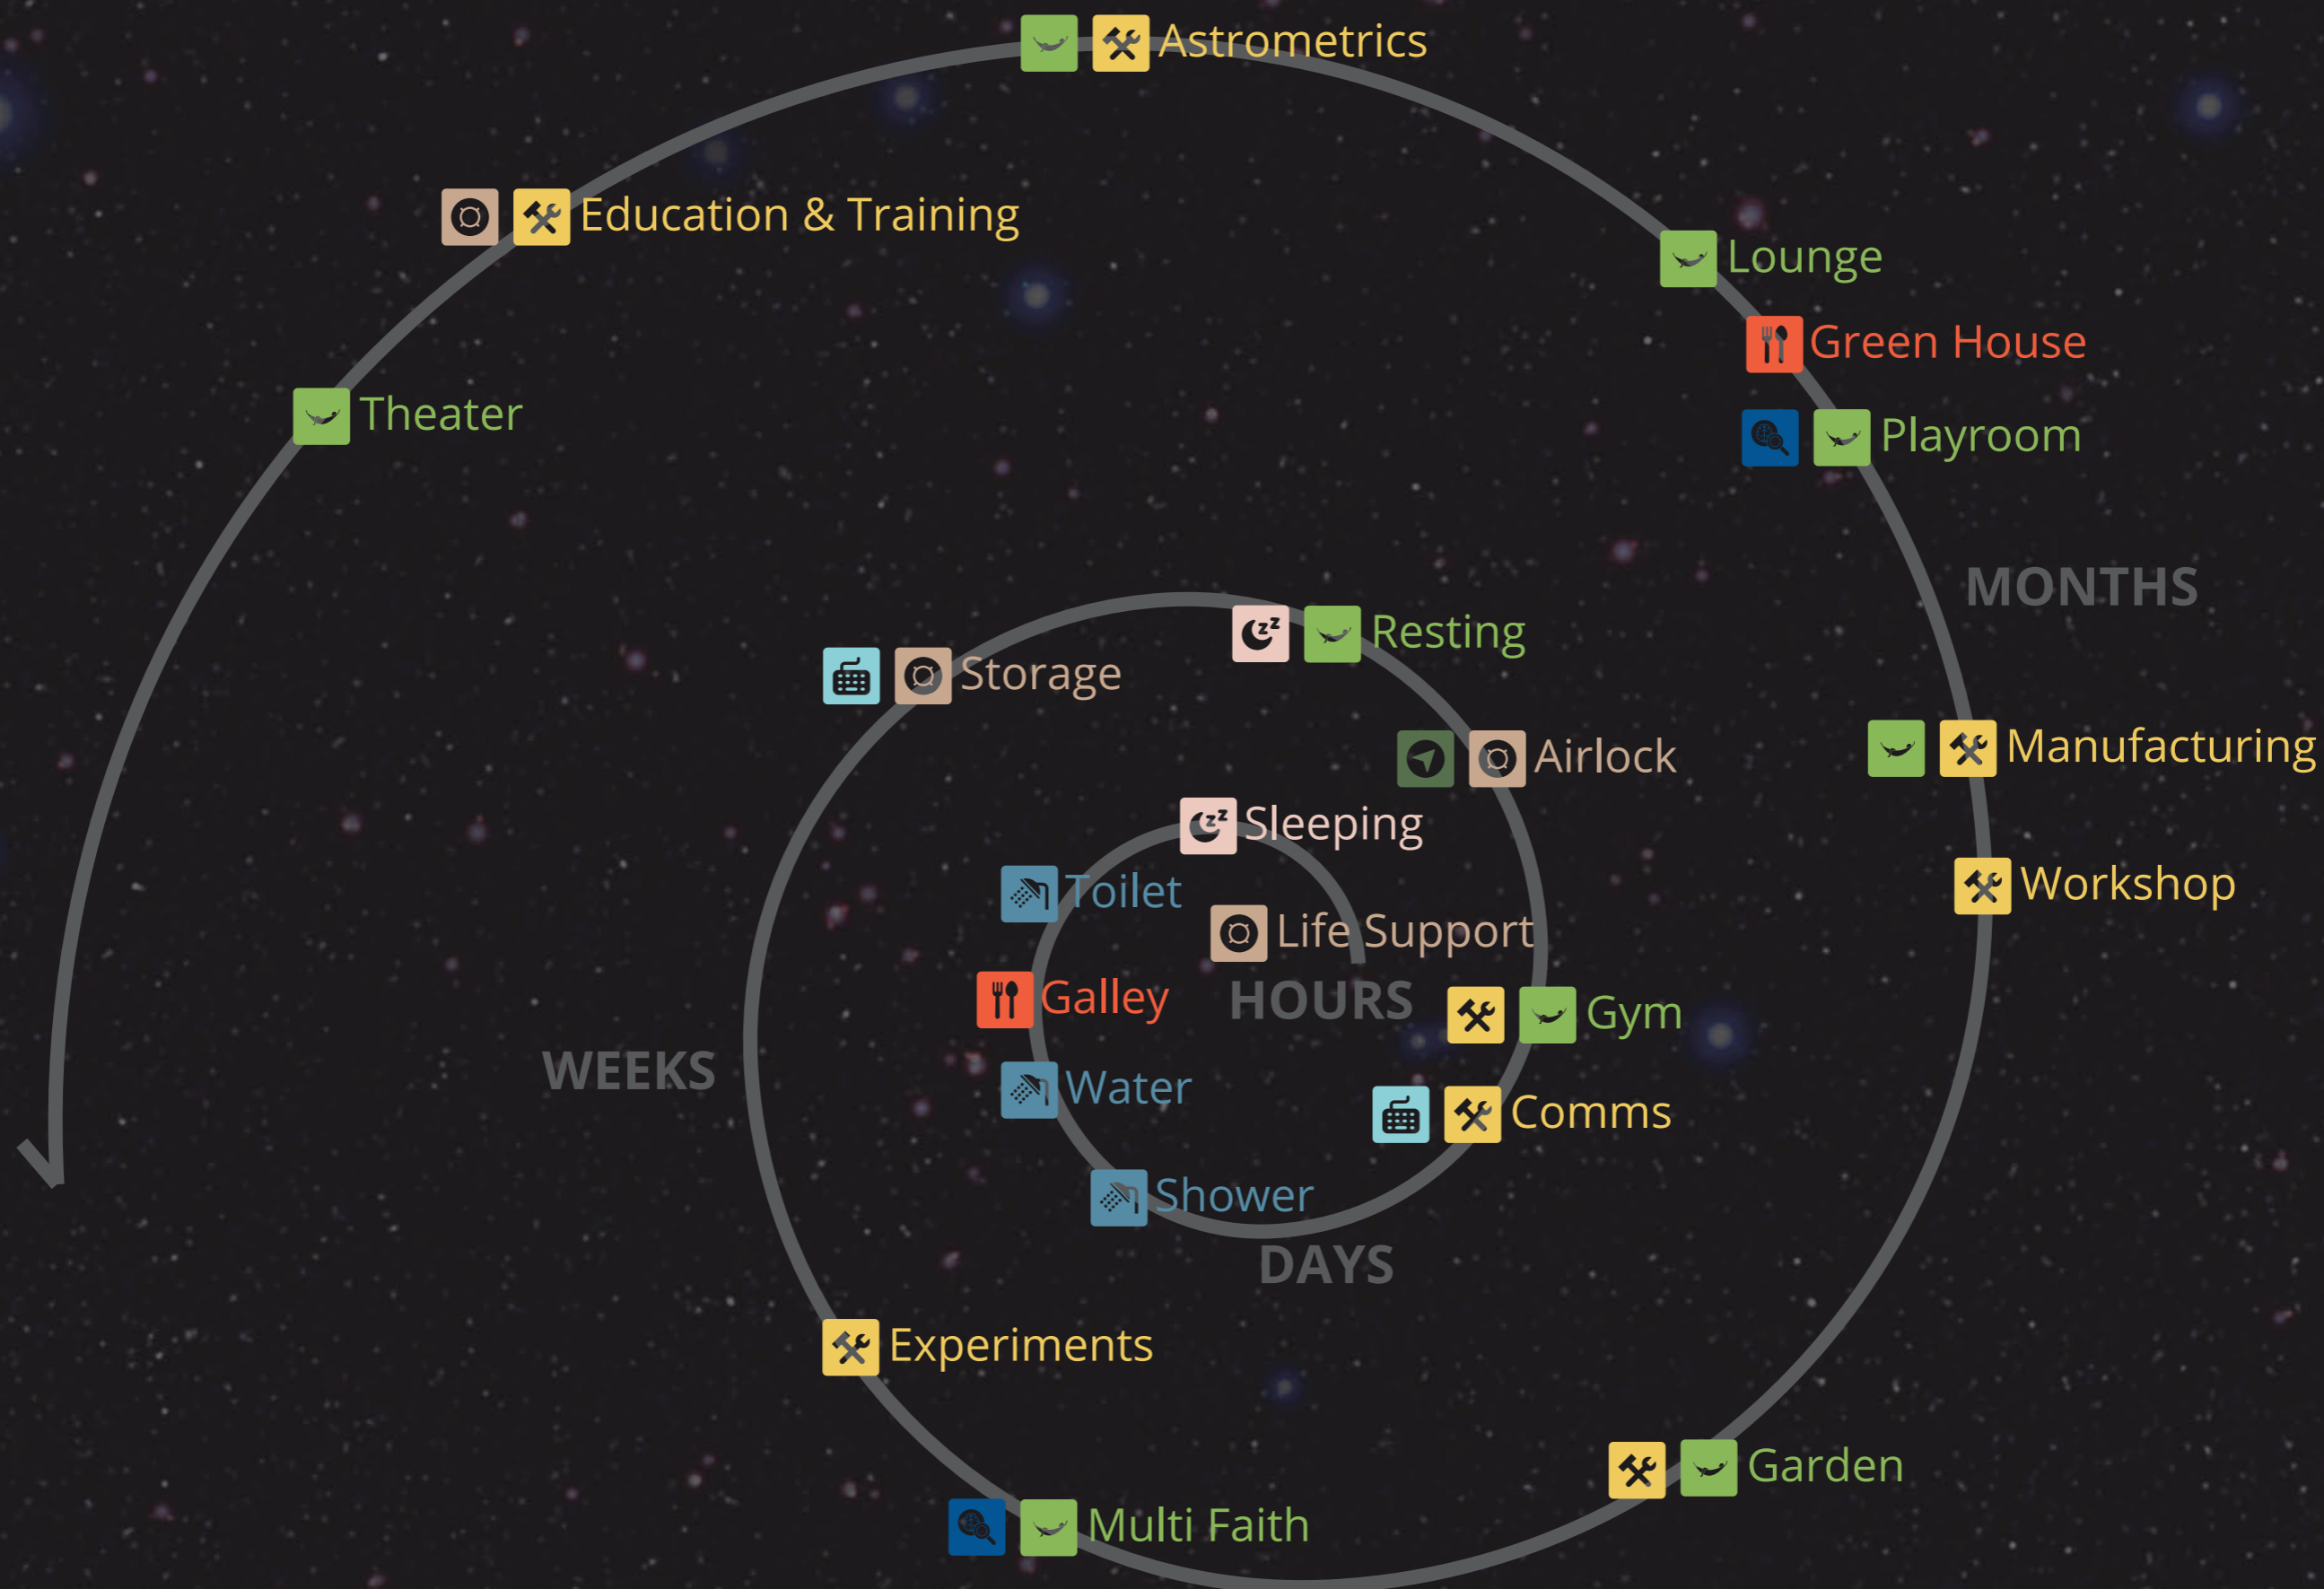 Astrometrics
Education & Training
Lounge
Green House
Theater
Playroom
MONTHS
Resting
Storage
Manufacturing
Airlock
Sleeping
Toilet
Workshop
Life Support
Galley
HOURS
Gym
WEEKS
Water
Comms
Shower
DAYS
Experiments
Garden
Multi Faith